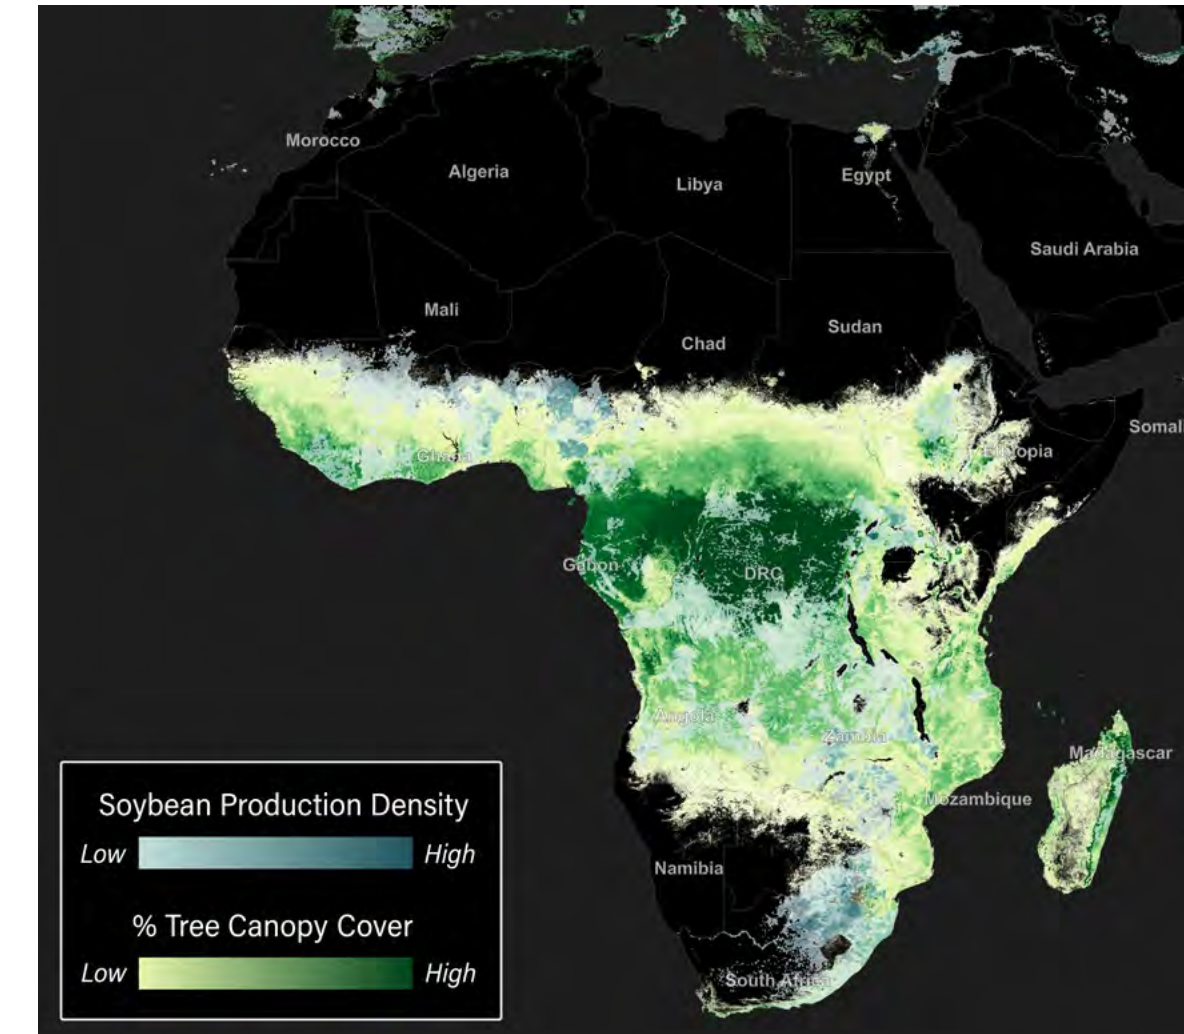 Morocco
Algeria
Libya
Egypt
Saudi Arabia
Mali
Chad
Sudan
Somal
Ghana
Ethiopia
Gabon
DRC
Angola
Zambia
Madagascar
Mozambique
Namibia
South Africa
Soybean Production Density
Low High
% Tree Canopy Cover
Low High